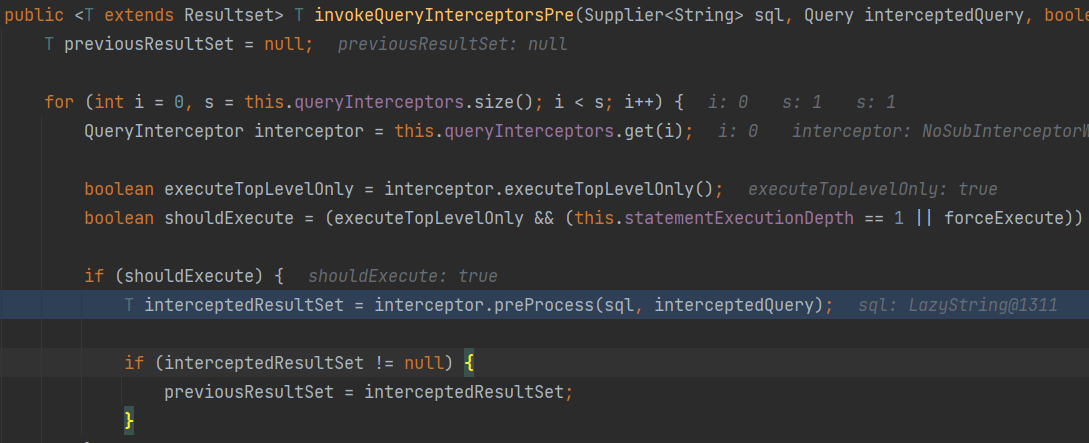 public <T extends Resultset> T invokeQueryInterceptorsPre(Supplier<String> sql, Query interceptedQuery, boole
T previousResultSet = null;   previousResultSet: null
for (int i = 0, s = this.queryInterceptors.size(); i < s; i++) {   i: 0   s: 1   s: 1
QueryInterceptor interceptor = this.queryInterceptors.get(i);   i: 0   interceptor: NoSubInterceptorW
boolean executeTopLevelOnly = interceptor.executeTopLevelOnly();   executeTopLevelOnly: true
boolean shouldExecute = (executeTopLevelOnly && (this.statementExecutionDepth == 1 || forceExecute))
if (shouldExecute) {   shouldExecute: true
T interceptedResultSet = interceptor.preProcess(sql, interceptedQuery);   sql: LazyString@1311
if (interceptedResultSet != null) {
previousResultSet = interceptedResultSet;
}